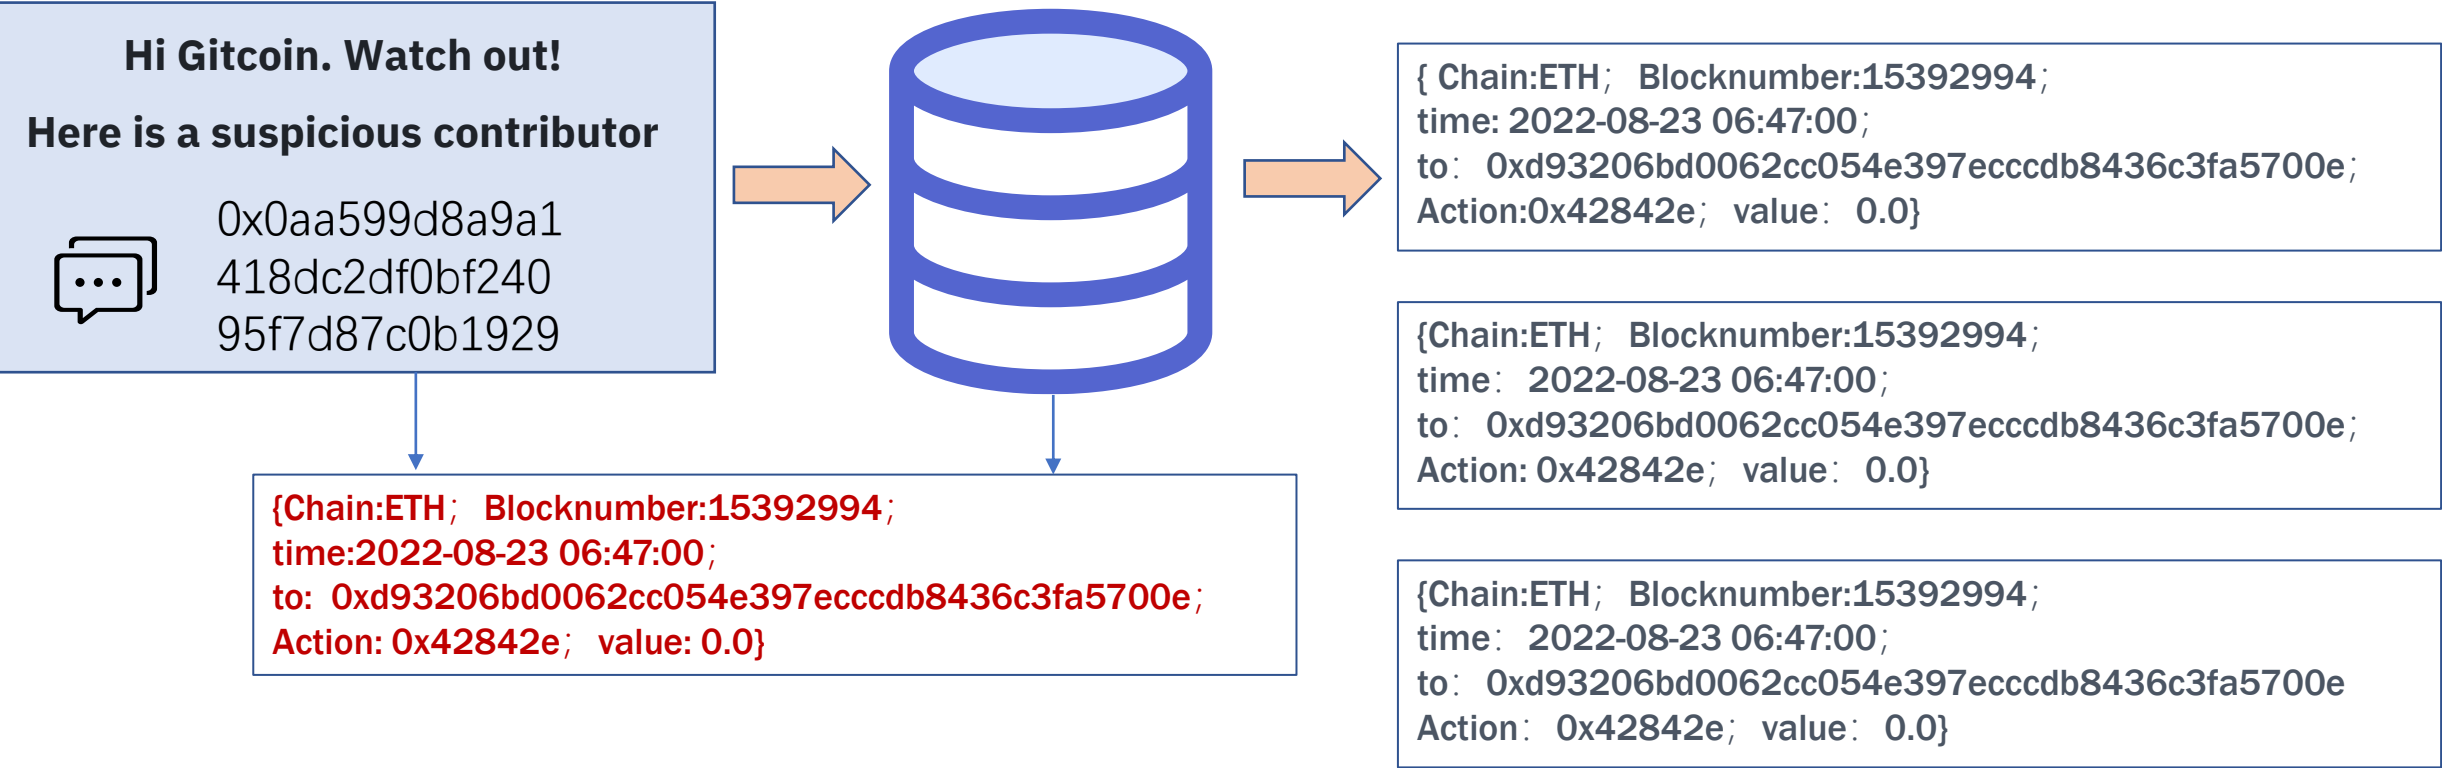 Hi Gitcoin. Watch out!
Here is a suspicious contributor
0x0aa599d8a9a1
418dc2df0bf240
95f7d87c0b1929
{Chain:ETH； Blocknumber:15392994；
time:2022-08-23 06:47:00；
to: 0xd93206bd0062cc054e397ecccdb8436c3fa5700e；
Action: 0x42842e； value: 0.0}
{ Chain:ETH； Blocknumber:15392994；
time: 2022-08-23 06:47:00；
to： 0xd93206bd0062cc054e397ecccdb8436c3fa5700e；
Action:0x42842e； value： 0.0}
{Chain:ETH； Blocknumber:15392994；
time： 2022-08-23 06:47:00；
to： 0xd93206bd0062cc054e397ecccdb8436c3fa5700e；
Action: 0x42842e； value： 0.0}
{Chain:ETH； Blocknumber:15392994；
time： 2022-08-23 06:47:00；
to： 0xd93206bd0062cc054e397ecccdb8436c3fa5700e
Action： 0x42842e； value： 0.0}